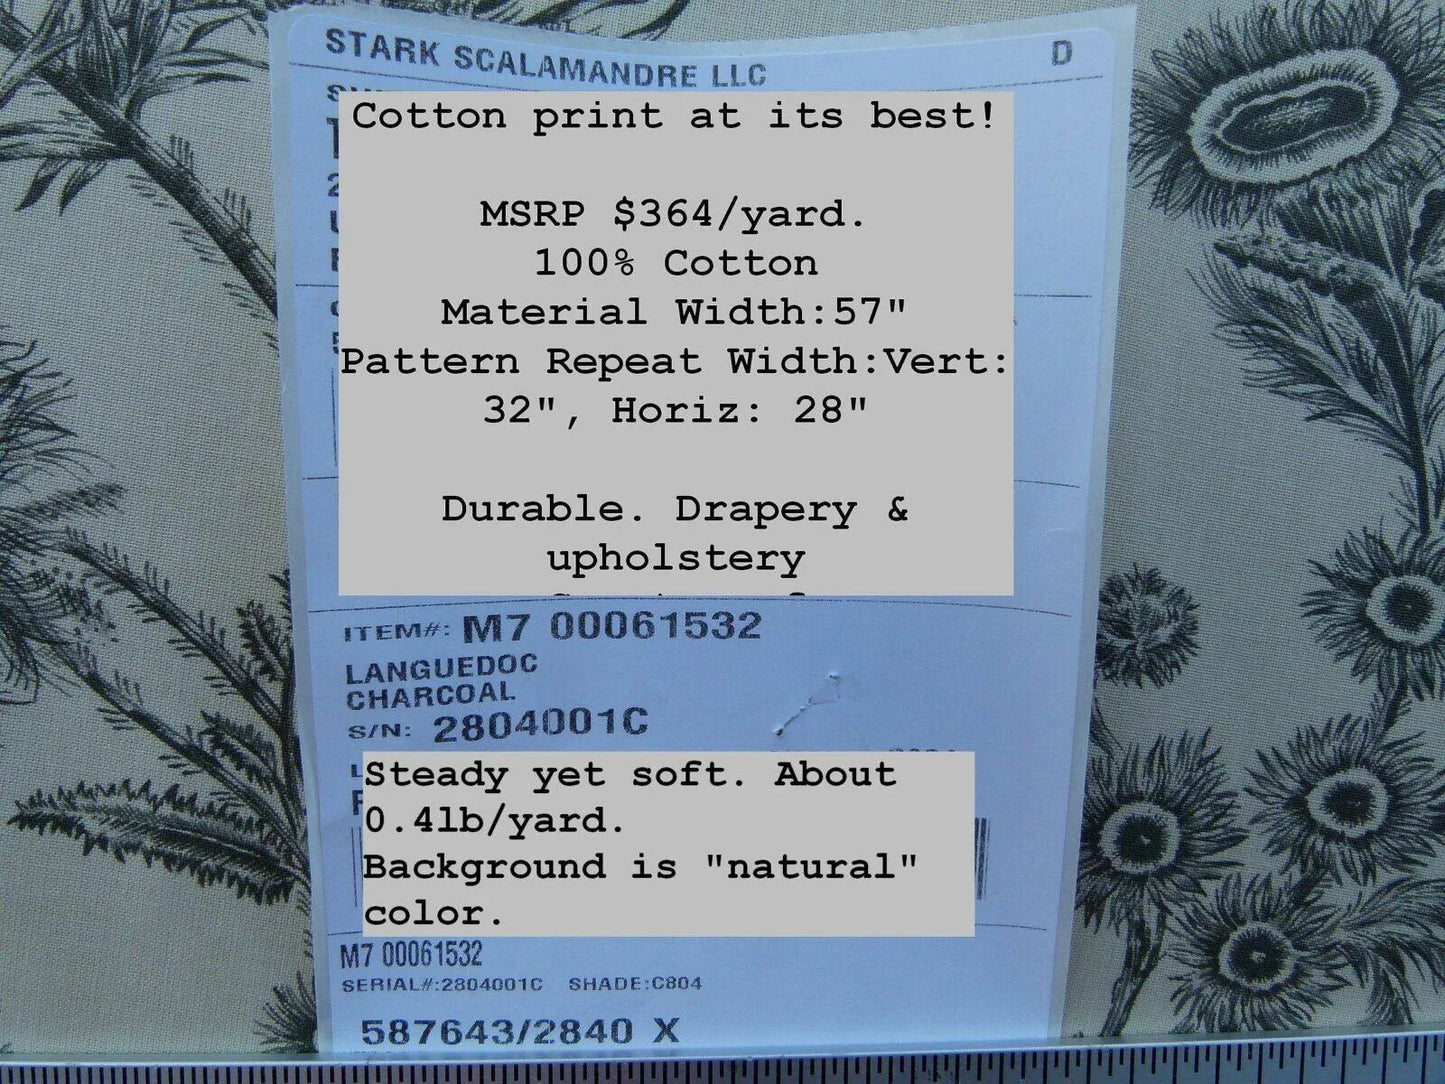 STARK SCALAMANDRE LLC D
Cotton print at its best!
MSRP $364/yard.
100% Cotton
Material Width:57"
Pattern Repeat Width:Vert:
32", Horiz: 28"
Durable. Drapery &
upholstery
ITEM#: M7 00061532
LANGUEDOC
CHARCOAL
S/N: 2804001C
Steady yet soft. About
0.4lb/yard.
Background is "natural"
color.
M7 00061532
SERIAL#:2804001C SHADE:C804
587643/2840 X